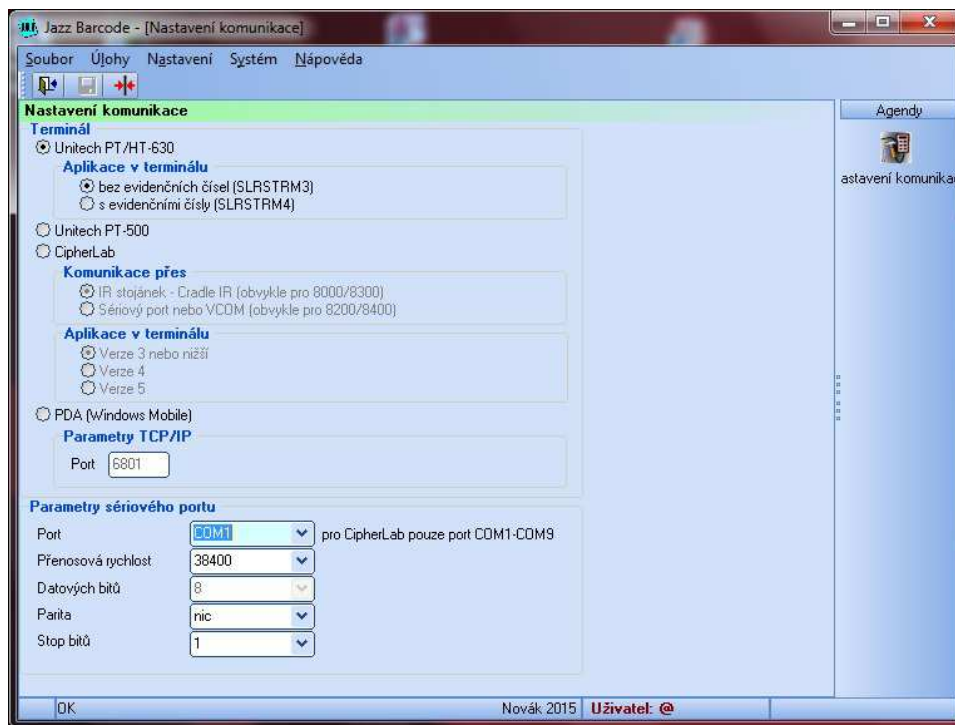 Jazz Barcode - [Nastavení komunikace]
Soubor Úlohy Nastavení Systém Nápověda
Nastavení komunikace
Agendy
astavení komunikac
Terminál
Unitech PT/HT-630
Aplikace v terminálu
bez evidenčních čísel (SLRSTRM3)
s evidenčními čísly (SLRSTRM4)
Unitech PT-500
CipherLab
Komunikace přes
IR stojánek - Cradle IR (obvykle pro 8000/8300)
Sériový port nebo VCOM (obvykle pro 8200/8400)
Aplikace v terminálu
Verze 3 nebo nižší
Verze 4
Verze 5
PDA (Windows Mobile)
Parametry TCP/IP
Port 6801
Parametry sériového portu
Port COM1 pro CipherLab pouze port COM1-COM9
Přenosová rychlost 38400
Datových bitů 8
Parita nic
Stop bitů 1
OK Novák 2015 Uživatel: @